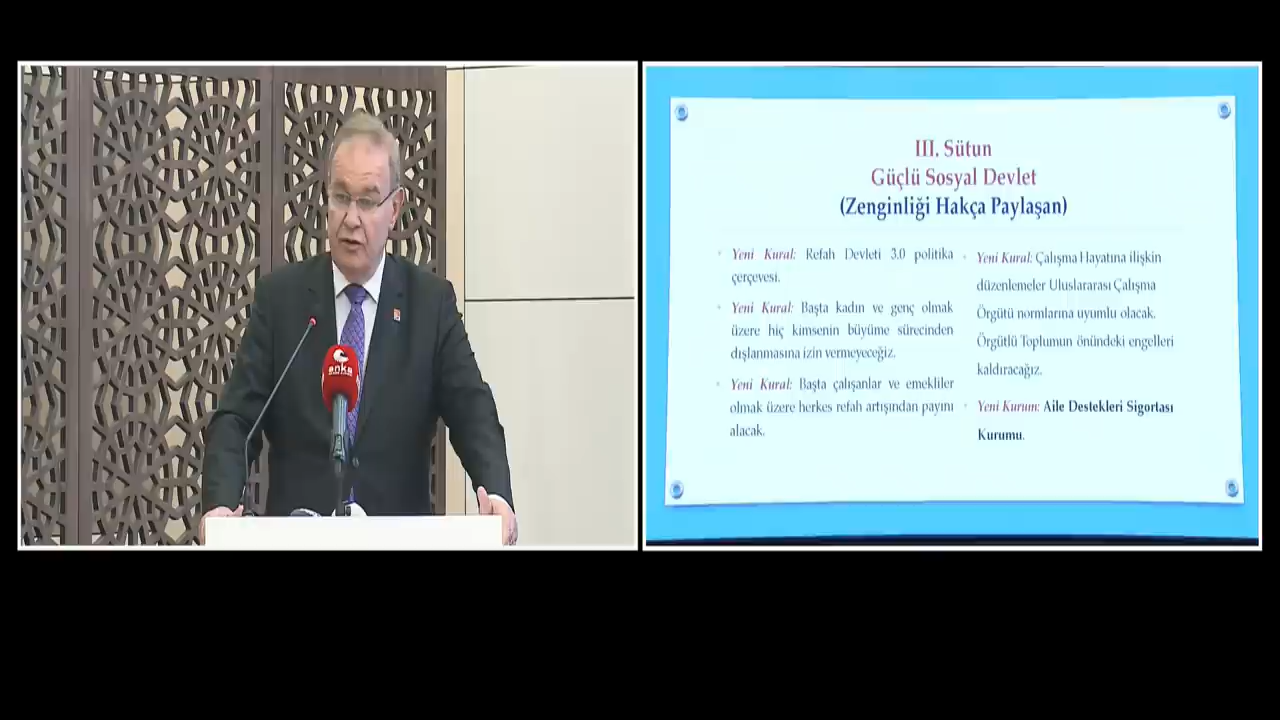 anka
III. Sütun
Güçlü Sosyal Devlet
(Zenginliği Hakça Paylaşan)
Yeni Kural: Refah Devleti 3.0 politika
çerçevesi.
Yeni Kural: Başta kadın ve genç olmak
üzere hiç kimsenin büyüme sürecinden
dışlanmasına izin vermeyeceğiz.
Yeni Kural: Başta çalışanlar ve emekliler
olmak üzere herkes refah artışından payını
alacak.
Yeni Kural: Çalışma Hayatına ilişkin
düzenlemeler Uluslararası Çalışma
Örgütü normlarına uyumlu olacak.
Örgütlü Toplumun önündeki engelleri
kaldıracağız.
Yeni Kurum: Aile Destekleri Sigortası
Kurumu.